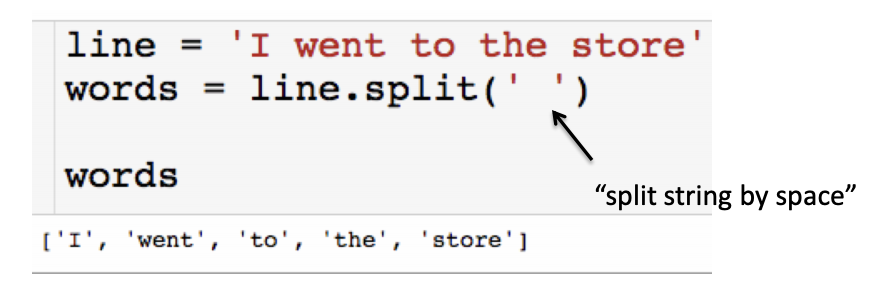 line = 'I went to the store'
words = line.split(' ')
words
“split string by space”
['I', 'went', 'to', 'the', 'store']